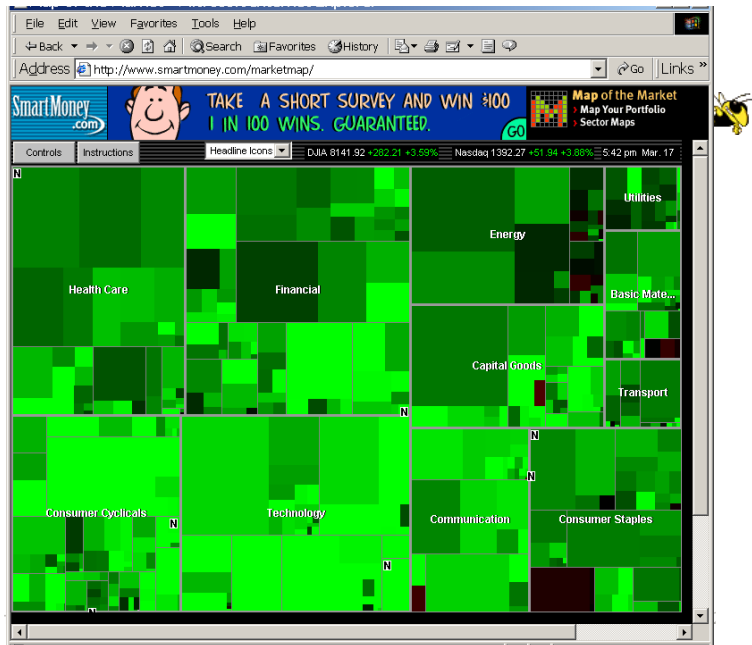 File Edit View Favorites Tools Help
Back Search Favorites History
Address http://www.smartmoney.com/marketmap/ Go Links »
SmartMoney.com
TAKE A SHORT SURVEY AND WIN $100
1 IN 100 WINS. GUARANTEED.
GO
Map of the Market
Map Your Portfolio
Sector Maps
Controls Instructions Headline Icons DJIA 8141.92 +282.21 +3.59% Nasdaq 1392.27 +51.94 +3.88% 5:42 pm Mar. 17
N
Utilities
Energy
Health Care
Financial
Basic Mate...
Capital Goods
Transport
N
N
N
Consumer Cyclicals
Technology
Communication
Consumer Staples
N
N
N